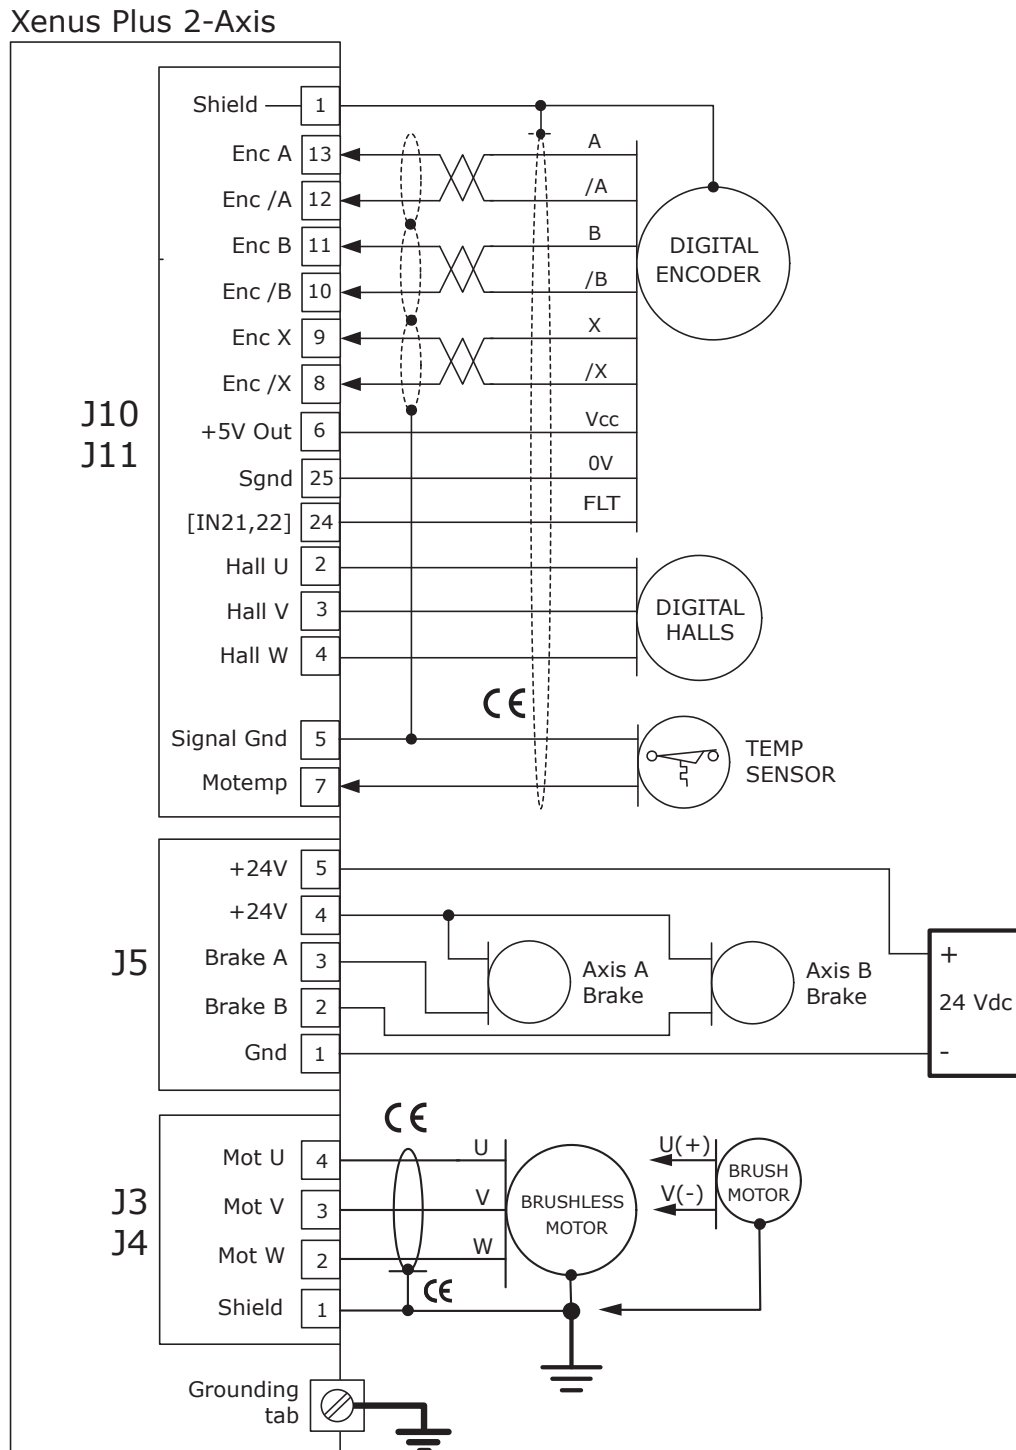 Xenus Plus 2-Axis
J10
J11
Shield 1
Enc A 13 A
Enc /A 12 /A
Enc B 11 B
Enc /B 10 /B
Enc X 9 X
Enc /X 8 /X
+5V Out 6 Vcc
Sgnd 25 0V
[IN21,22] 24 FLT
DIGITAL
ENCODER
Hall U 2
Hall V 3
Hall W 4
DIGITAL
HALLS
CE
Signal Gnd 5
Motemp 7
TEMP
SENSOR
J5
+24V 5
+24V 4
Brake A 3
Brake B 2
Gnd 1
Axis A
Brake
Axis B
Brake
+
24 Vdc
-
J3
J4
CE
Mot U 4 U
Mot V 3 V
Mot W 2 W
Shield 1
CE
BRUSHLESS
MOTOR
U(+)
V(-)
BRUSH
MOTOR
Grounding
tab